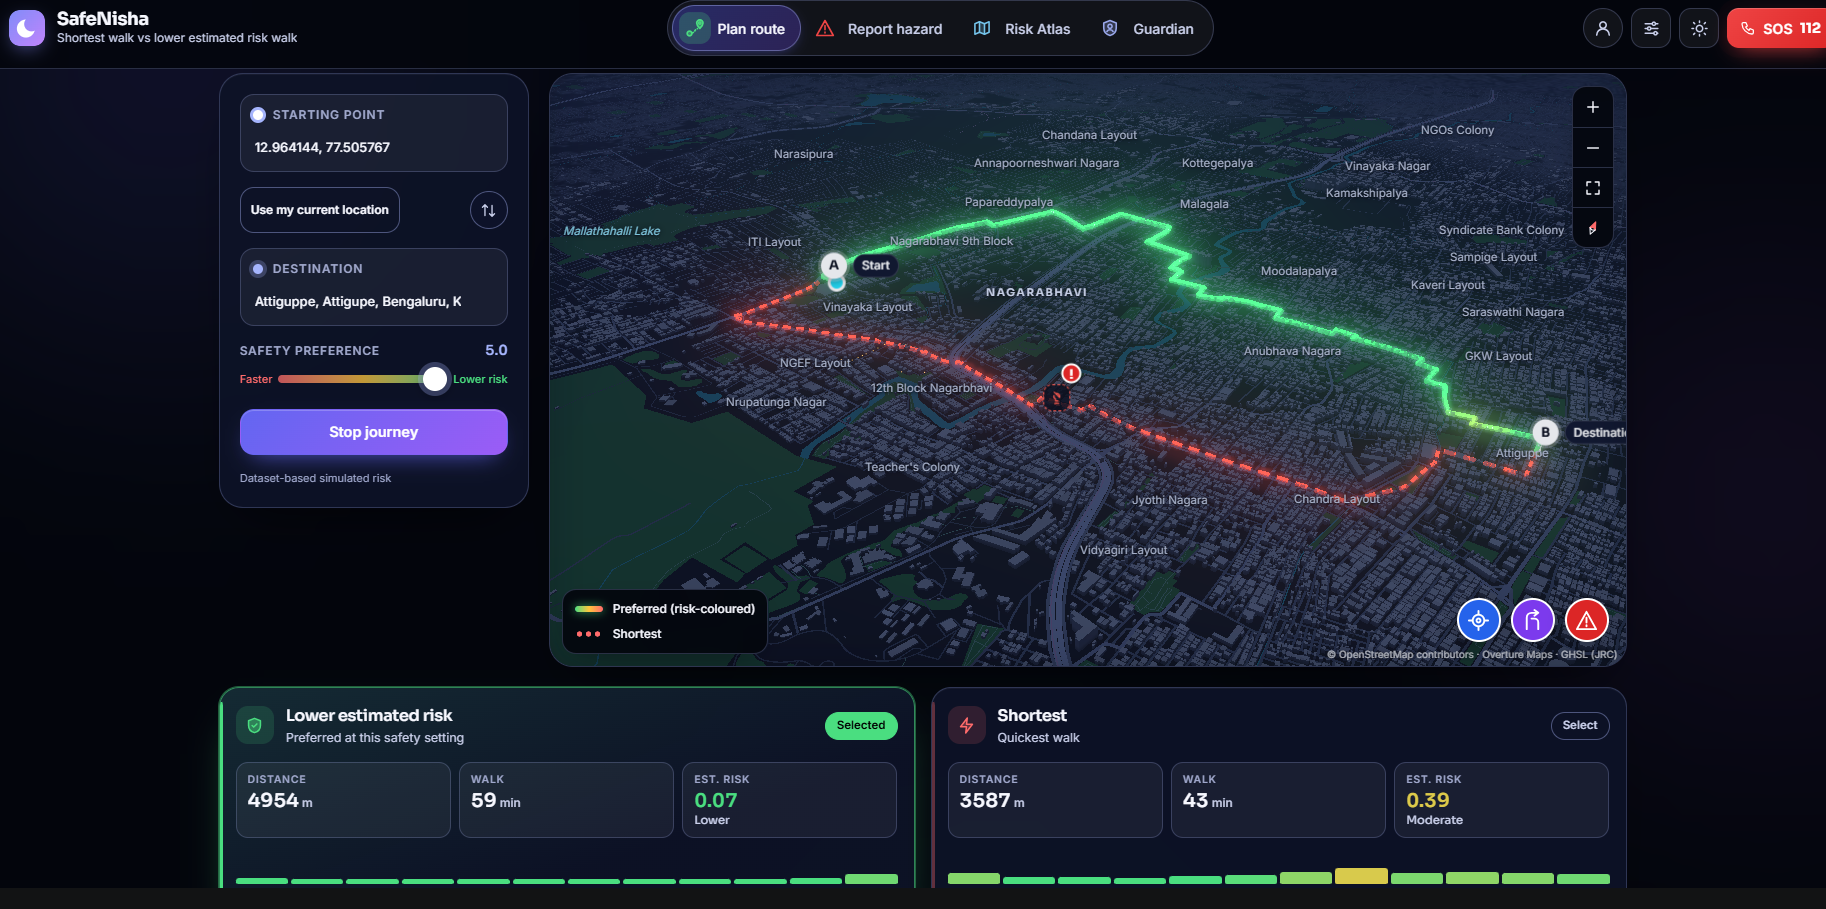 SafeNisha
Shortest walk vs lower estimated risk walk
Plan route
Report hazard
Risk Atlas
Guardian
SOS 112
STARTING POINT
12.964144, 77.505767
Use my current location
DESTINATION
Attiguppe, Attigupe, Bengaluru, K
SAFETY PREFERENCE 5.0
Faster
Lower risk
Stop journey
Dataset-based simulated risk
Chandana Layout
NGOs Colony
Narasipura
Annapoorneshwari Nagara
Kottegepalya
Vinayaka Nagar
Kamakshipalya
Papareddypalya
Malagala
Mallathahalli Lake
ITI Layout
Nagarabhavi 9th Block
Syndicate Bank Colony
Sampige Layout
A Start
Moodalapalya
Kaveri Layout
NAGARABHAVI
Vinayaka Layout
Saraswathi Nagara
Anubhava Nagara
GKW Layout
NGEF Layout
12th Block Nagarbhavi
Nrupatunga Nagar
B Destinatio
Attiguppe
Teacher's Colony
Jyothi Nagara
Chandra Layout
Vidyagiri Layout
Preferred (risk-coloured)
Shortest
© OpenStreetMap contributors · Overture Maps · GHSL (JRC)
Lower estimated risk
Preferred at this safety setting
Selected
DISTANCE
4954 m
WALK
59 min
EST. RISK
0.07
Lower
Shortest
Quickest walk
Select
DISTANCE
3587 m
WALK
43 min
EST. RISK
0.39
Moderate